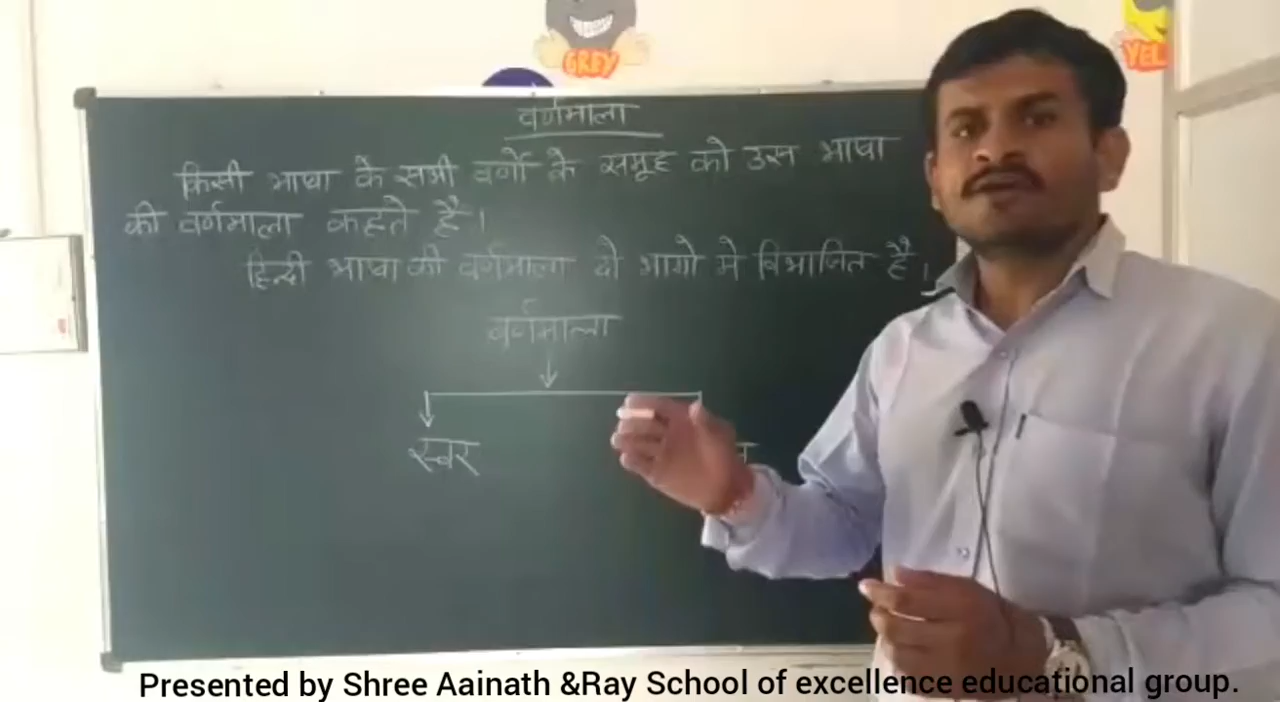 GREY
YEL
वर्णमाला
किसी भाषा के सभी वर्णो के समूह को उस भाषा
की वर्णमाला कहते है।
हिन्दी भाषा की वर्णमाला दो भागो मे विभाजित है।
वर्णमाला
स्वर
Presented by Shree Aainath &Ray School of excellence educational group.